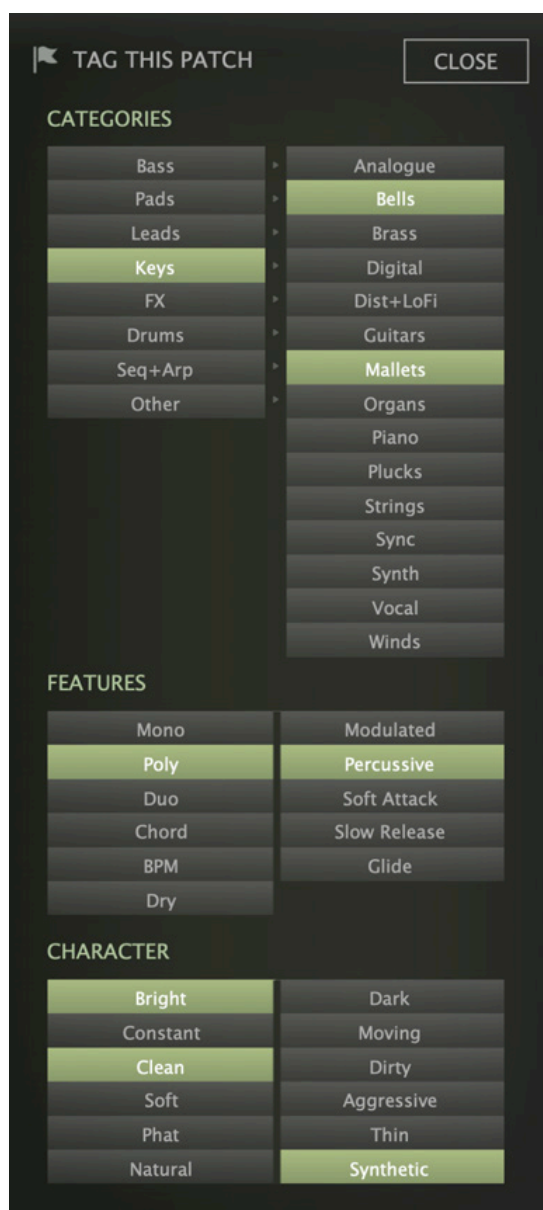 TAG THIS PATCH CLOSE
CATEGORIES
Bass Analogue
Pads Bells
Leads Brass
Keys Digital
FX Dist+LoFi
Drums Guitars
Seq+Arp Mallets
Other Organs
Piano
Plucks
Strings
Sync
Synth
Vocal
Winds
FEATURES
Mono Modulated
Poly Percussive
Duo Soft Attack
Chord Slow Release
BPM Glide
Dry
CHARACTER
Bright Dark
Constant Moving
Clean Dirty
Soft Aggressive
Phat Thin
Natural Synthetic